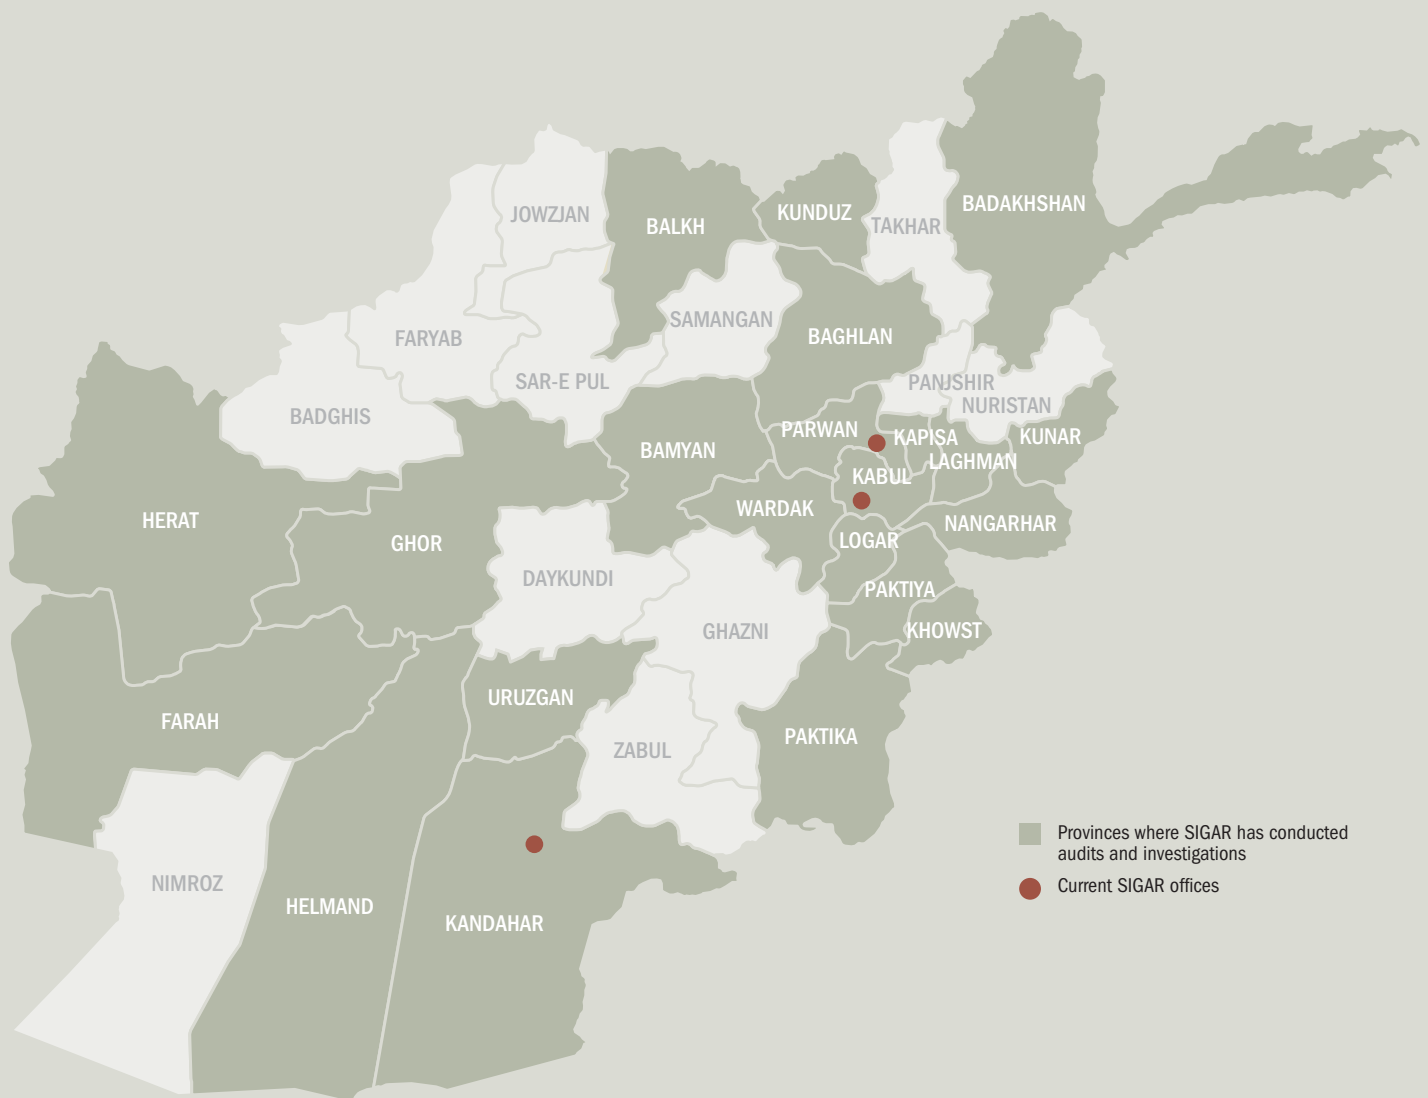 BADAKHSHAN
JOWZJAN
BALKH
KUNDUZ
TAKHAR
SAMANGAN
FARYAB
BAGHLAN
SAR-E PUL
PANJSHIR
BADGHIS
NURISTAN
PARWAN
KAPISA
KUNAR
BAMYAN
LAGHMAN
KABUL
HERAT
WARDAK
NANGARHAR
GHOR
LOGAR
DAYKUNDI
PAKTIYA
GHAZNI
KHOWST
URUZGAN
FARAH
PAKTIKA
ZABUL
NIMROZ
HELMAND
KANDAHAR
Provinces where SIGAR has conducted
audits and investigations
Current SIGAR offices